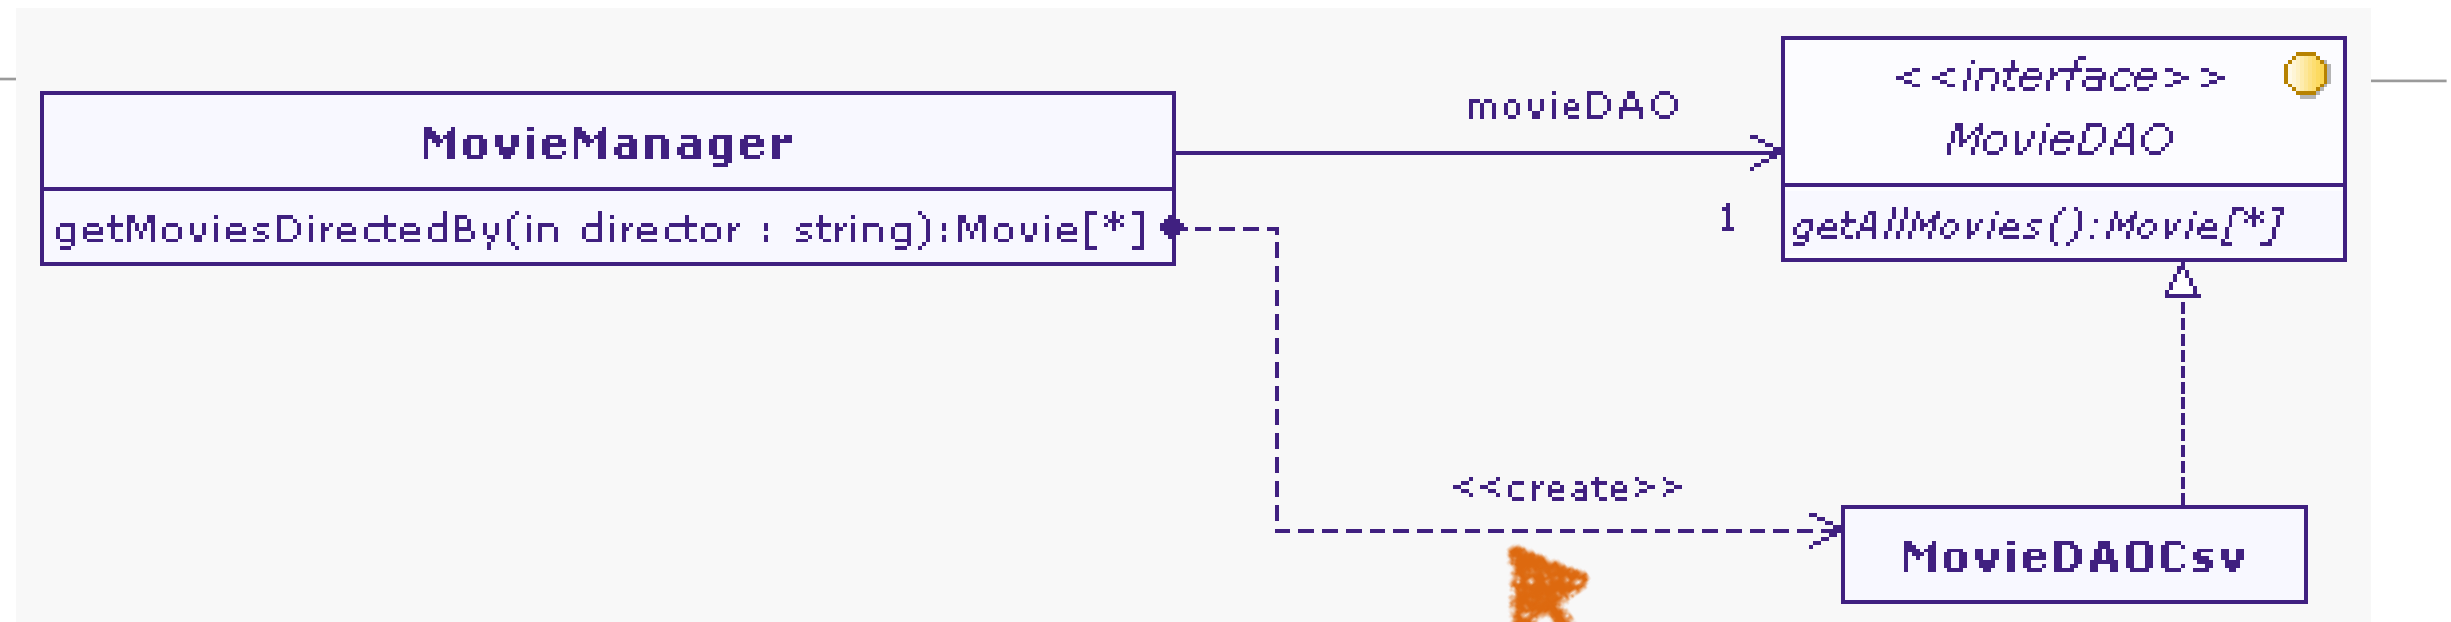 MovieManager
getMoviesDirectedBy(in director : string):Movie[*]
movieDAO
1
<<interface>>
MovieDAO
getAllMovies():Movie[*]
<<create>>
MovieDAOCsv